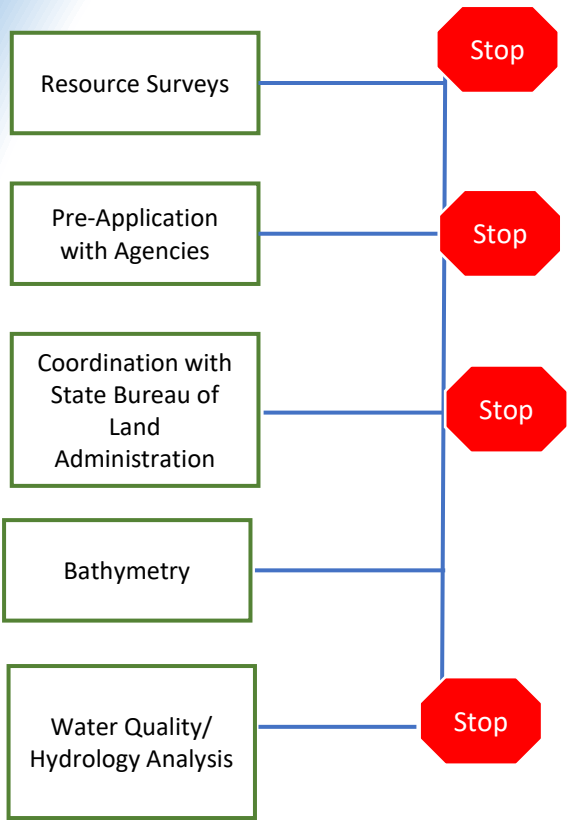 Stop
Resource Surveys
Pre-Application
with Agencies
Stop
Coordination with
State Bureau of
Land
Administration
Stop
Bathymetry
Water Quality/
Hydrology Analysis
Stop